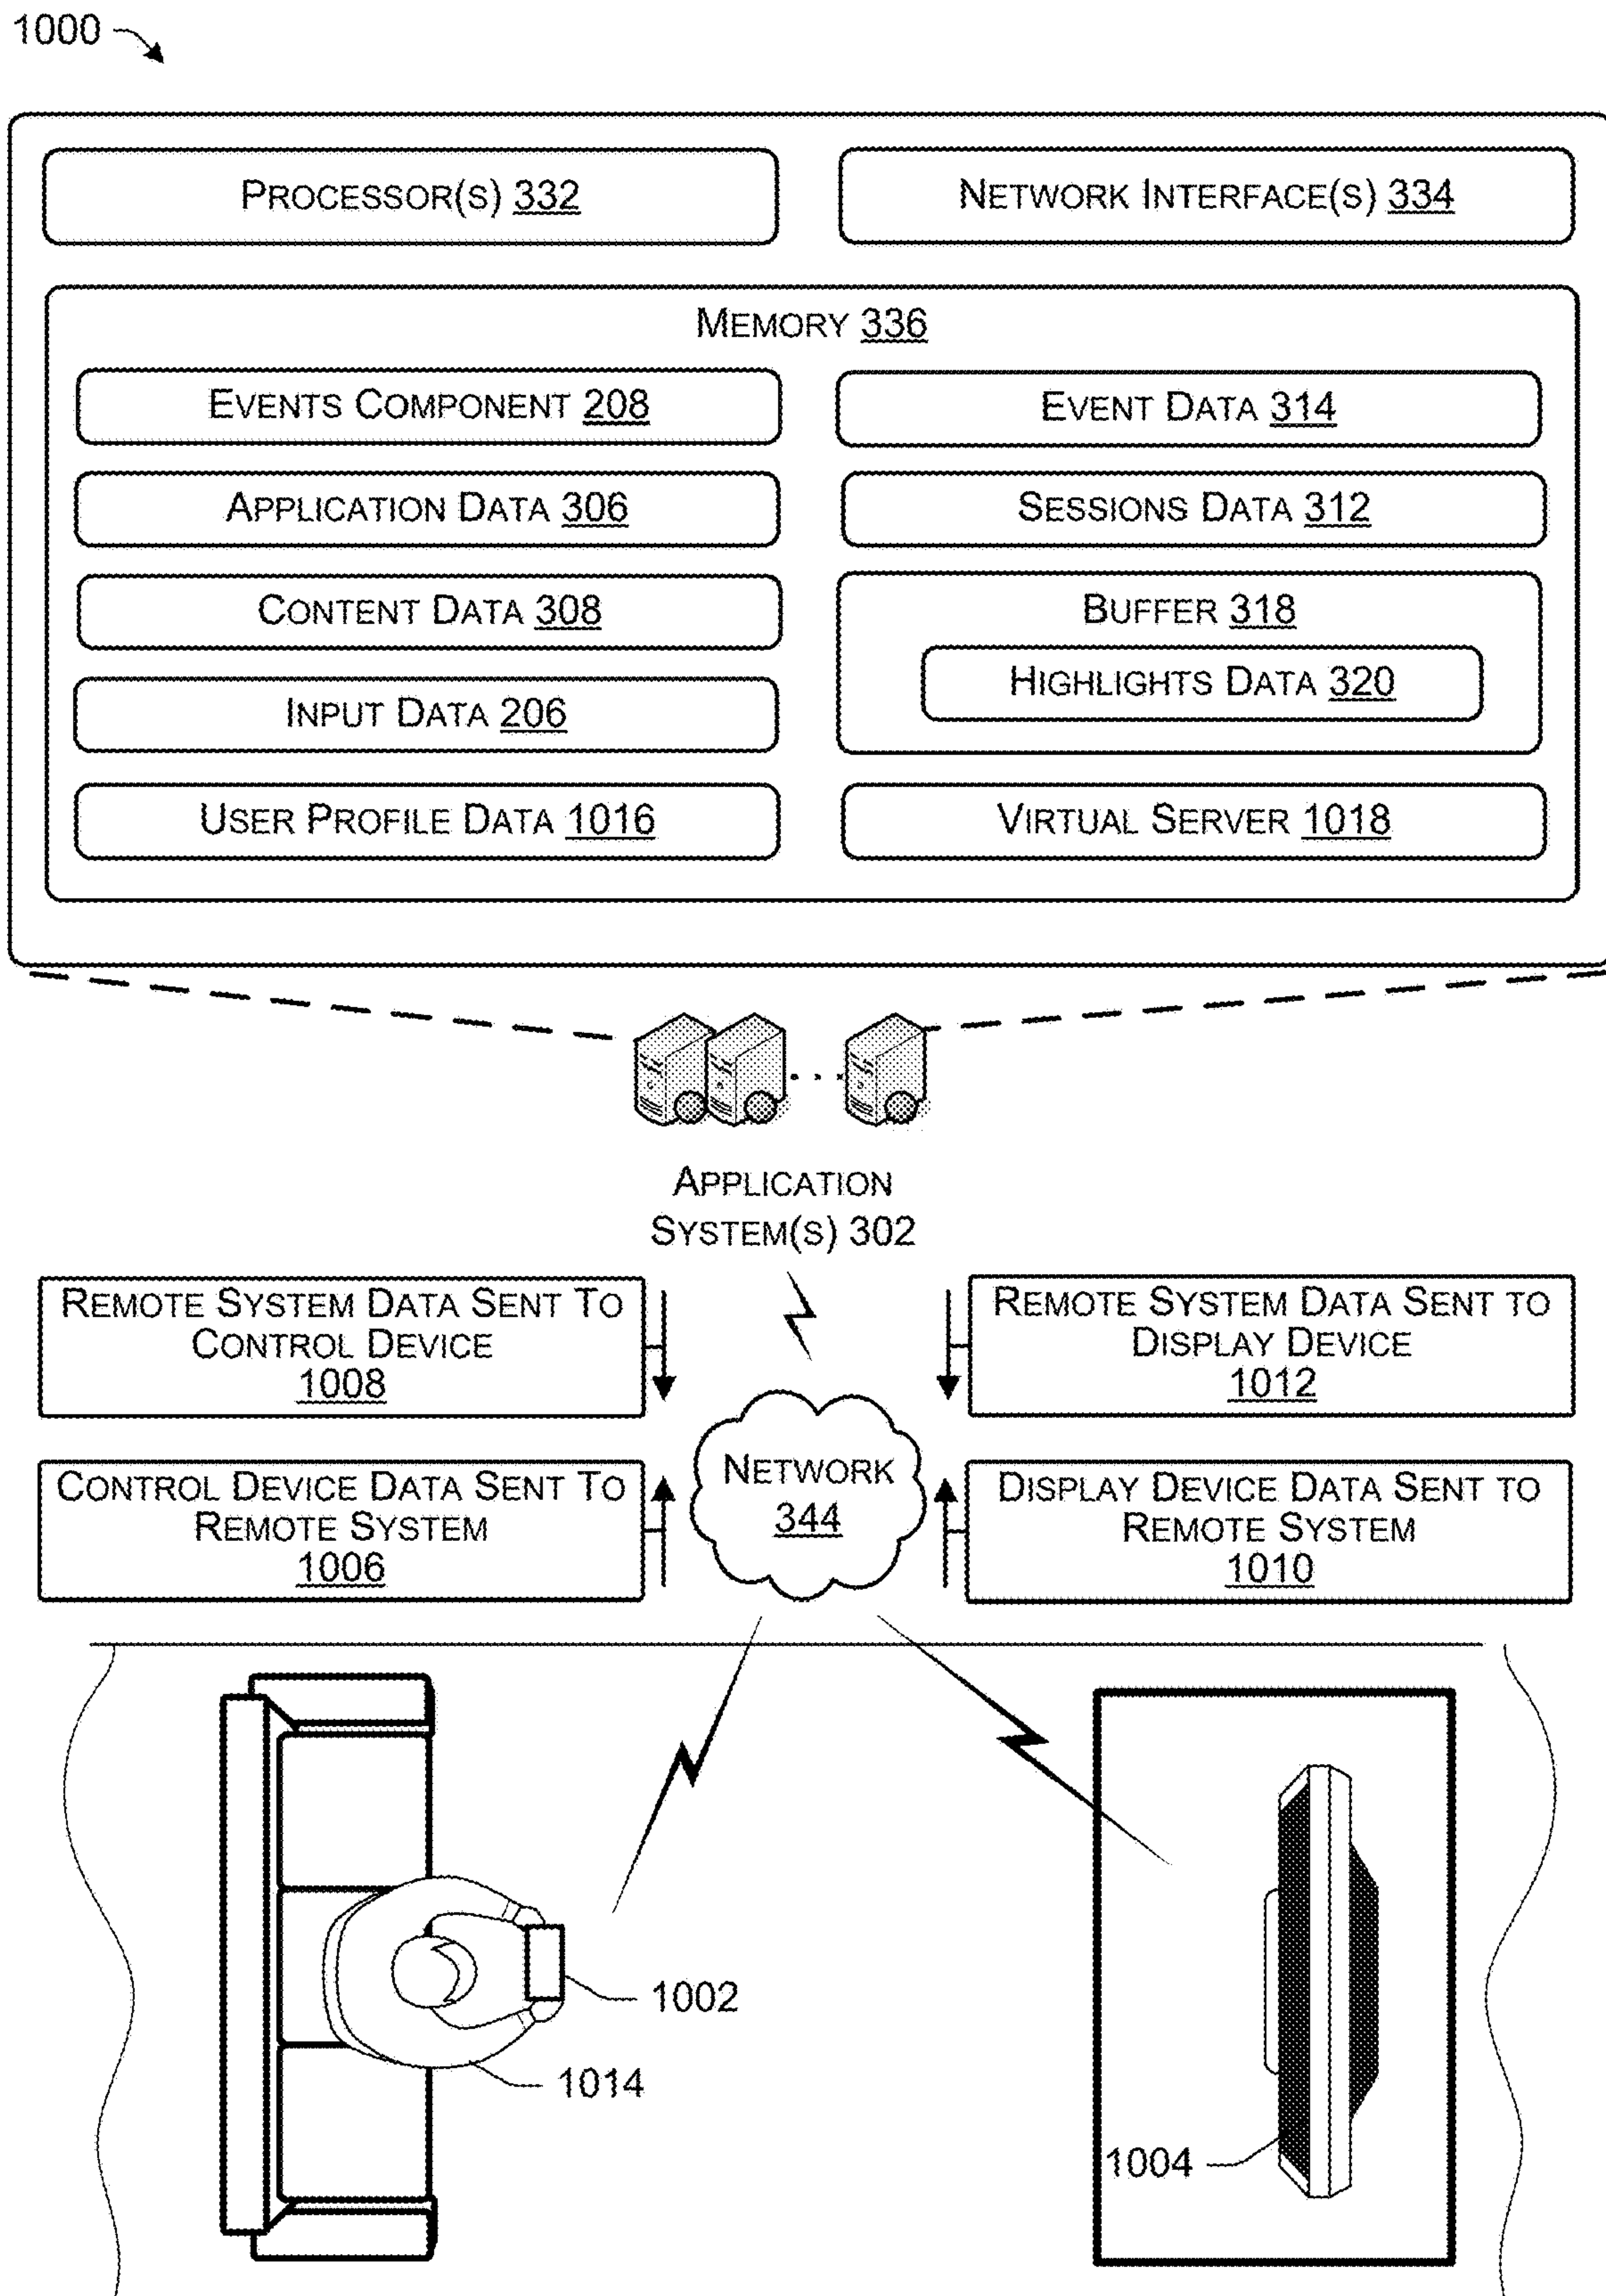 1000
PROCESSOR(S) 332
NETWORK INTERFACE(S) 334
MEMORY 336
EVENTS COMPONENT 208
EVENT DATA 314
APPLICATION DATA 306
SESSIONS DATA 312
CONTENT DATA 308
BUFFER 318
HIGHLIGHTS DATA 320
INPUT DATA 206
USER PROFILE DATA 1016
VIRTUAL SERVER 1018
APPLICATION
SYSTEM(S) 302
REMOTE SYSTEM DATA SENT TO
CONTROL DEVICE
1008
REMOTE SYSTEM DATA SENT TO
DISPLAY DEVICE
1012
CONTROL DEVICE DATA SENT TO
REMOTE SYSTEM
1006
NETWORK
344
DISPLAY DEVICE DATA SENT TO
REMOTE SYSTEM
1010
1002
1014
1004